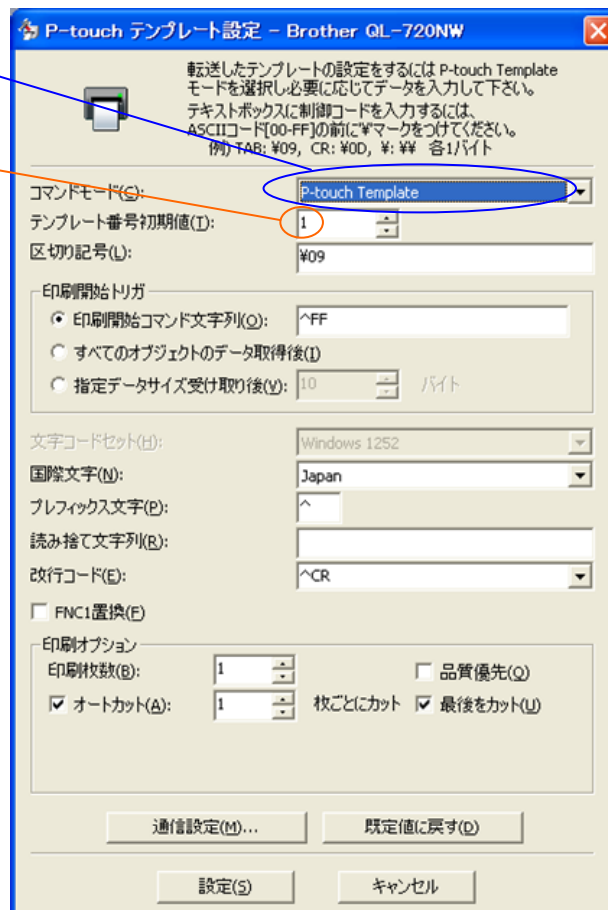 P-touch テンプレート設定 - Brother QL-720NW
転送したテンプレートの設定をするには P-touch Template
モードを選択し必要に応じてデータを入力して下さい。
テキストボックスに制御コードを入力するには、
ASCIIコード[00-FF]の前に¥マークをつけてください。
例) TAB: ¥09, CR: ¥0D, ¥: ¥¥ 各1バイト
コマンドモード(C): P-touch Template
テンプレート番号初期値(T): 1
区切り記号(L): ¥09
印刷開始トリガ
印刷開始コマンド文字列(O): ^FF
すべてのオブジェクトのデータ取得後(I)
指定データサイズ受け取り後(V): 10 バイト
文字コードセット(H): Windows 1252
国際文字(N): Japan
プレフィックス文字(P): ^
読み捨て文字列(R):
改行コード(E): ^CR
FNC1置換(F)
印刷オプション
印刷枚数(B): 1 品質優先(Q)
オートカット(A): 1 枚ごとにカット 最後をカット(U)
通信設定(M)... 既定値に戻す(D)
設定(S) キャンセル